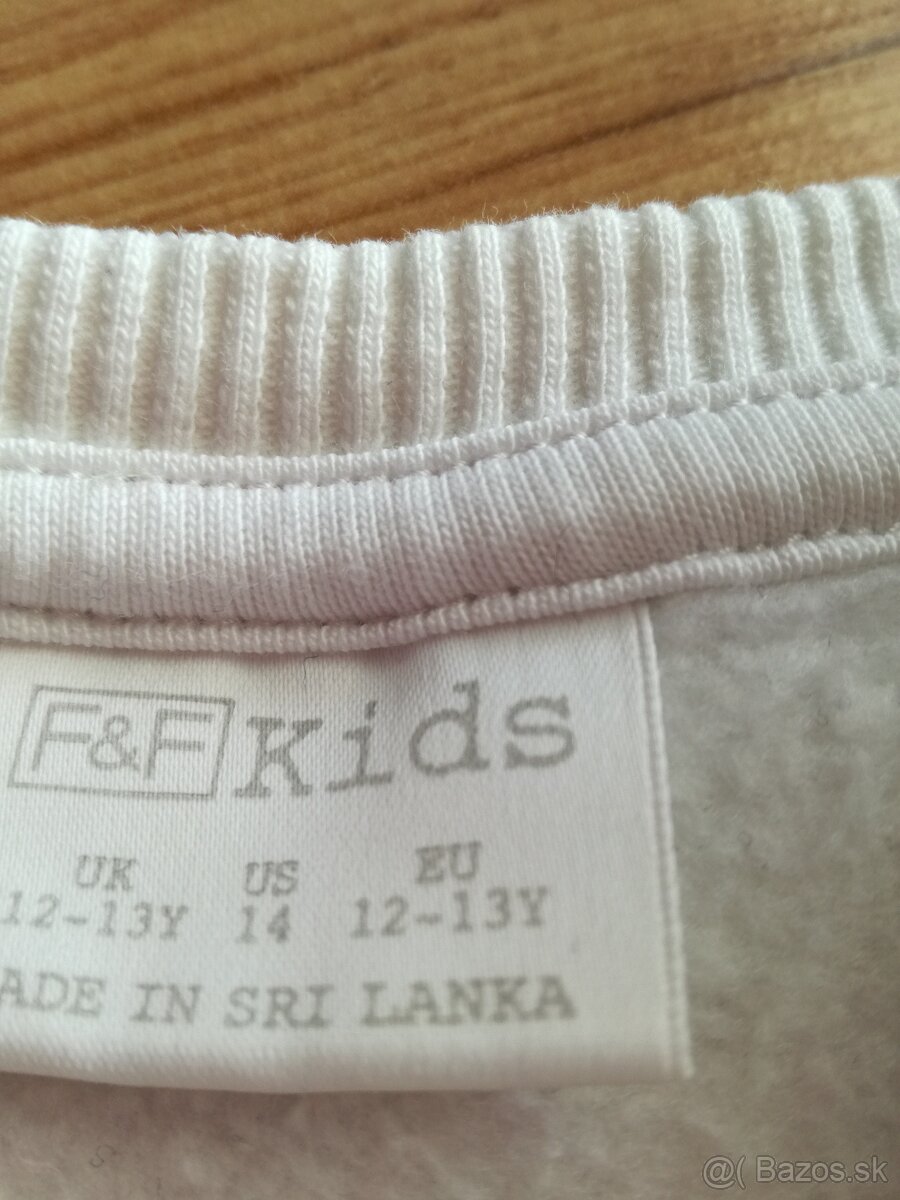 F&F Kids
UK US EU
12-13Y 14 12-13Y
ADE IN SRI LANKA
@( Bazos.sk